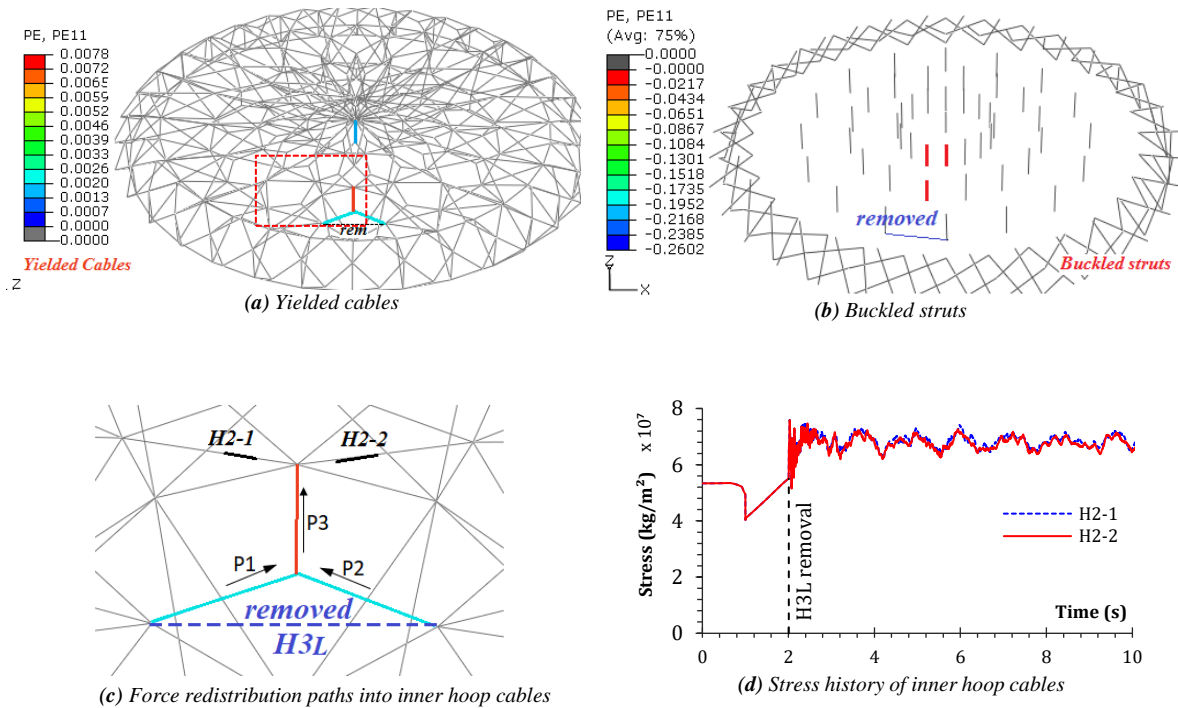 PE, PE11
0.0078
0.0072
0.0065
0.0059
0.0052
0.0046
0.0039
0.0033
0.0026
0.0020
0.0013
0.0007
0.0000
0.0000
Yielded Cables
Z
rem
(a) Yielded cables
PE, PE11
(Avg: 75%)
-0.0000
-0.0000
-0.0217
-0.0434
-0.0651
-0.0867
-0.1084
-0.1301
-0.1518
-0.1735
-0.1952
-0.2168
-0.2385
-0.2602
removed
Buckled struts
Z
X
(b) Buckled struts
H2-1
H2-2
P3
P1
P2
removed
H3L
(c) Force redistribution paths into inner hoop cables
8
6
4
2
0
x 10⁷
Stress (kg/m²)
H3L removal
H2-1
H2-2
Time (s)
0 2 4 6 8 10
(d) Stress history of inner hoop cables